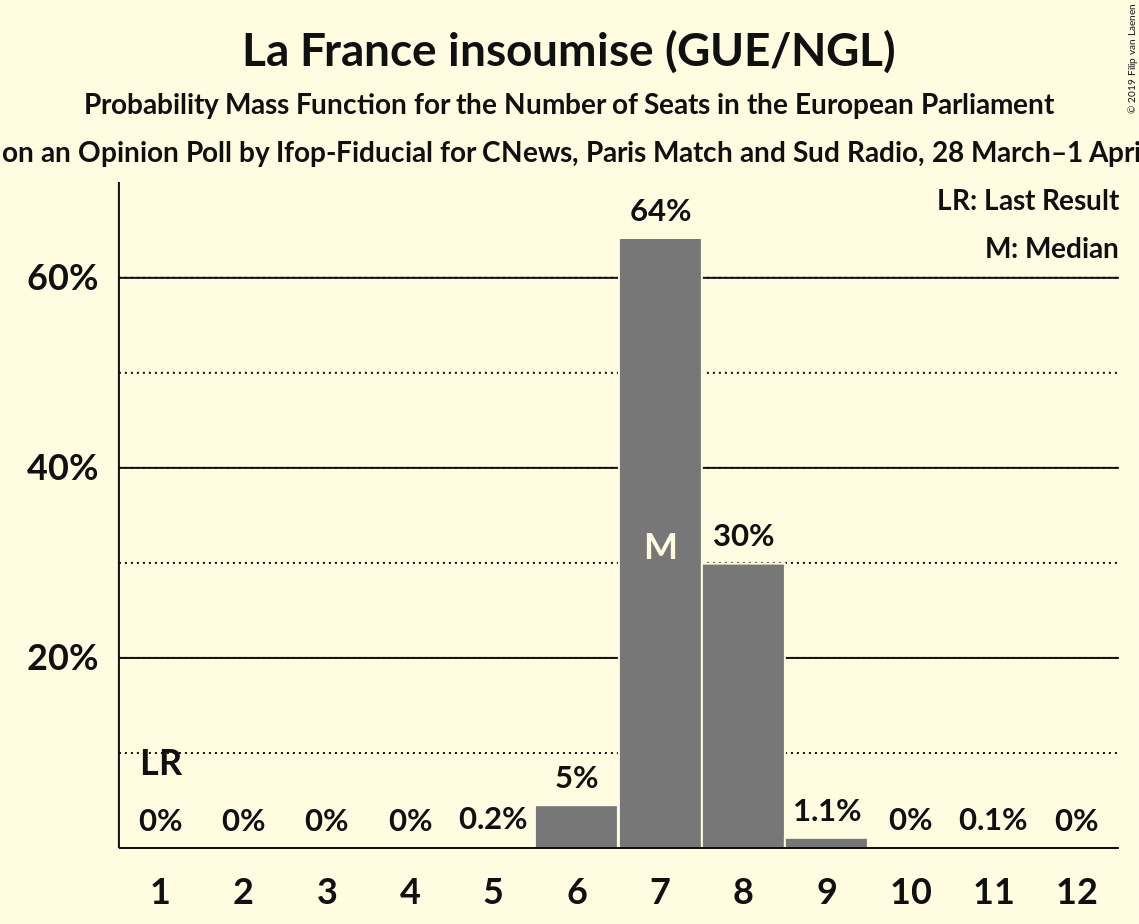 La France insoumise (GUE/NGL)
Probability Mass Function for the Number of Seats in the European Parliament
on an Opinion Poll by Ifop-Fiducial for CNews, Paris Match and Sud Radio, 28 March–1 Apri
© 2019 Filip van Laenen
LR: Last Result
M: Median
64%
60%
40%
M
30%
20%
LR
5%
0% 0% 0% 0% 0.2% 1.1% 0% 0.1% 0%
1 2 3 4 5 6 7 8 9 10 11 12